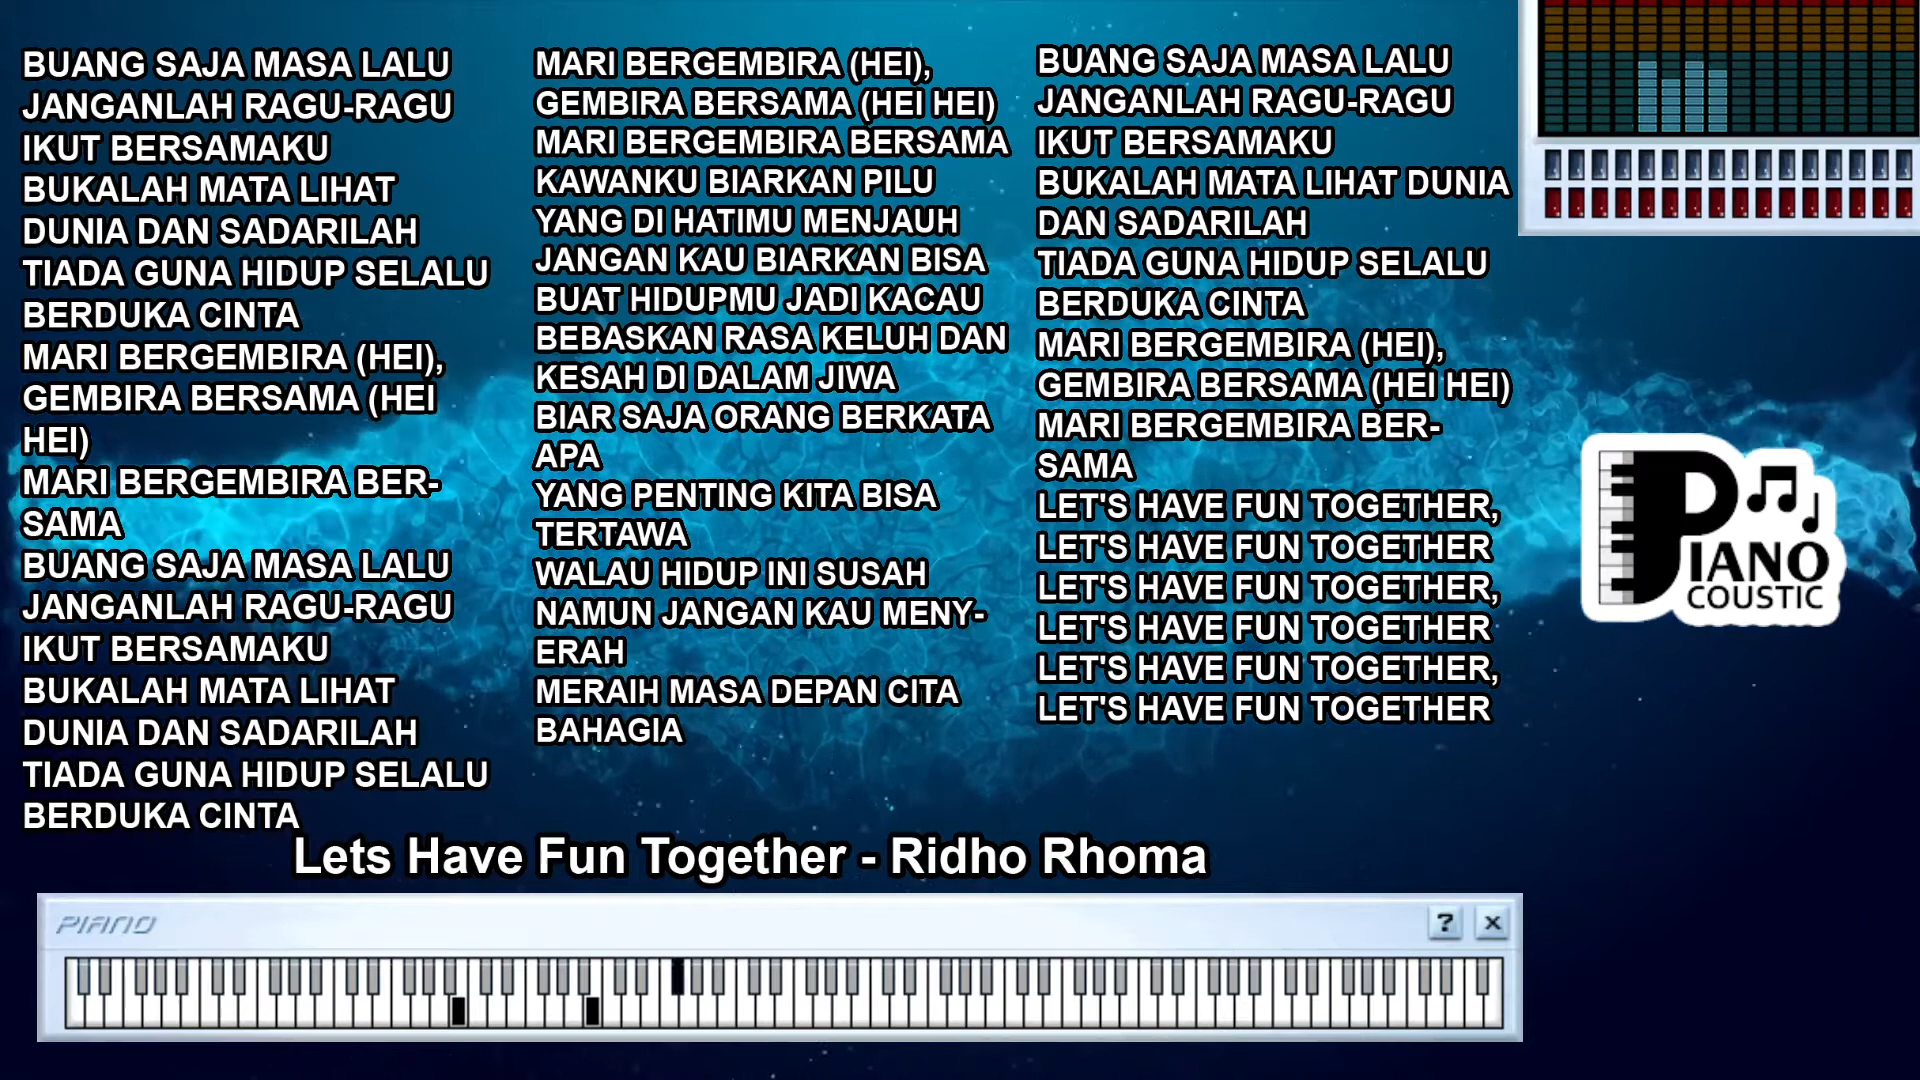 BUANG SAJA MASA LALU
JANGANLAH RAGU-RAGU
IKUT BERSAMAKU
BUKALAH MATA LIHAT
DUNIA DAN SADARILAH
TIADA GUNA HIDUP SELALU
BERDUKA CINTA
MARI BERGEMBIRA (HEI),
GEMBIRA BERSAMA (HEI
HEI)
MARI BERGEMBIRA BER-
SAMA
BUANG SAJA MASA LALU
JANGANLAH RAGU-RAGU
IKUT BERSAMAKU
BUKALAH MATA LIHAT
DUNIA DAN SADARILAH
TIADA GUNA HIDUP SELALU
BERDUKA CINTA
MARI BERGEMBIRA (HEI),
GEMBIRA BERSAMA (HEI HEI)
MARI BERGEMBIRA BERSAMA
KAWANKU BIARKAN PILU
YANG DI HATIMU MENJAUH
JANGAN KAU BIARKAN BISA
BUAT HIDUPMU JADI KACAU
BEBASKAN RASA KELUH DAN
KESAH DI DALAM JIWA
BIAR SAJA ORANG BERKATA
APA
YANG PENTING KITA BISA
TERTAWA
WALAU HIDUP INI SUSAH
NAMUN JANGAN KAU MENY-
ERAH
MERAIH MASA DEPAN CITA
BAHAGIA
BUANG SAJA MASA LALU
JANGANLAH RAGU-RAGU
IKUT BERSAMAKU
BUKALAH MATA LIHAT DUNIA
DAN SADARILAH
TIADA GUNA HIDUP SELALU
BERDUKA CINTA
MARI BERGEMBIRA (HEI),
GEMBIRA BERSAMA (HEI HEI)
MARI BERGEMBIRA BER-
SAMA
LET'S HAVE FUN TOGETHER,
LET'S HAVE FUN TOGETHER
LET'S HAVE FUN TOGETHER,
LET'S HAVE FUN TOGETHER
LET'S HAVE FUN TOGETHER,
LET'S HAVE FUN TOGETHER
PIANO
COUSTIC
Lets Have Fun Together - Ridho Rhoma
PIANO
? ×